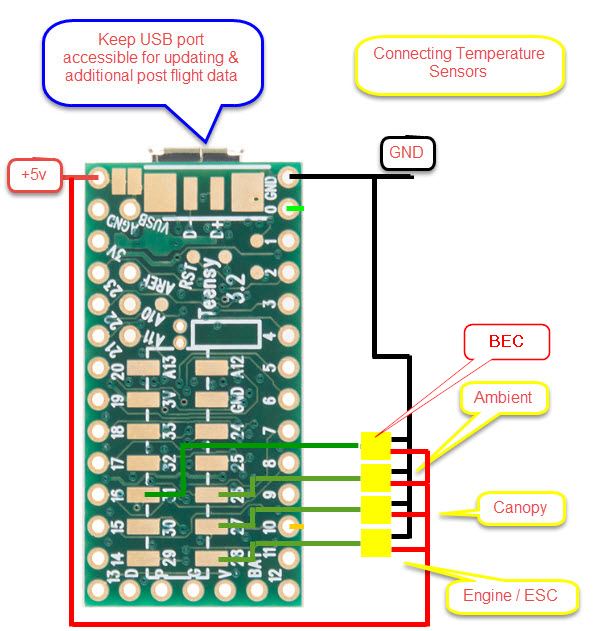 Keep USB port
accessible for updating &
additional post flight data
Connecting Temperature
Sensors
GND
+5v
GND
0
1
2
3
4
5
6
7
8
9
10
11
12
AGND
VUSB
D-
D+
3V
23
22
21
20
19
18
17
16
15
14
13
AREF
A10
A11
RST
Teensy
3.2
A13
A12
3V
GND
33
24
32
25
31
30
29
28
D
P
G
V
BAT
BEC
Ambient
Canopy
Engine / ESC